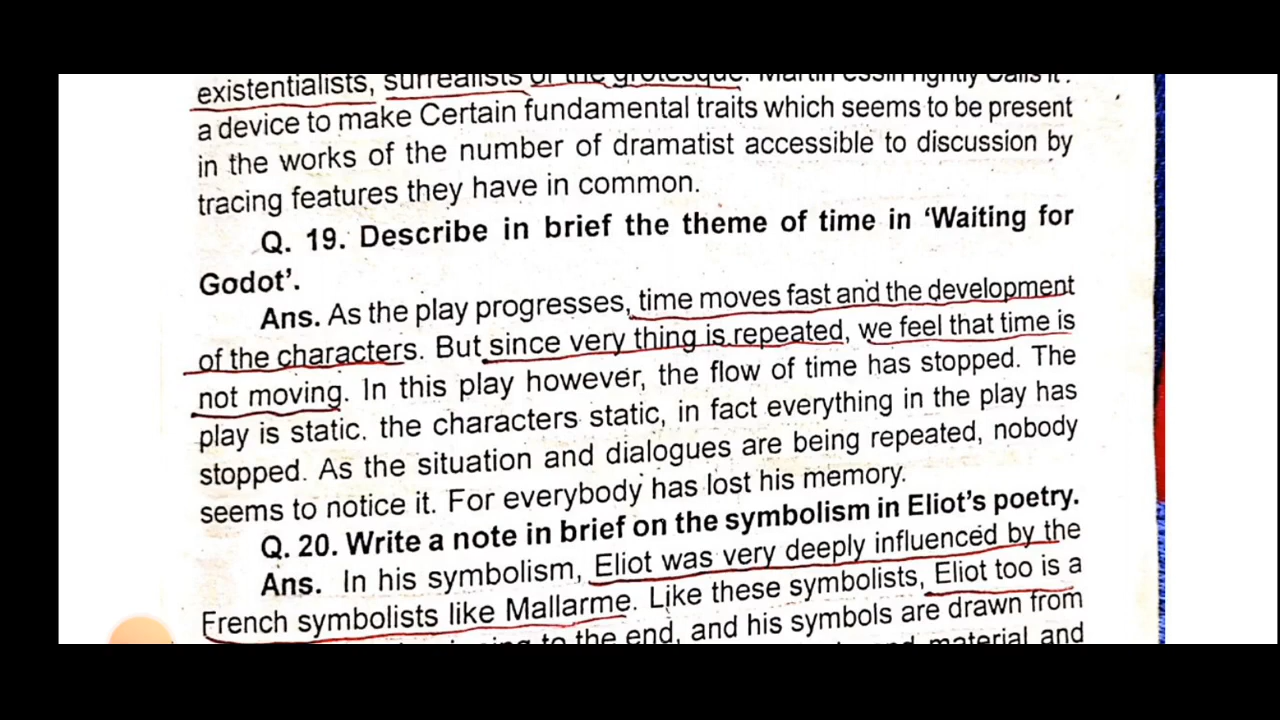 existentialists, surrealists or the grotesque. Martin essin rightly Calls it :
a device to make Certain fundamental traits which seems to be present
in the works of the number of dramatist accessible to discussion by
tracing features they have in common.
Q. 19. Describe in brief the theme of time in ‘Waiting for
Godot’.
Ans. As the play progresses, time moves fast and the development
of the characters. But since very thing is repeated, we feel that time is
not moving. In this play however, the flow of time has stopped. The
play is static. the characters static, in fact everything in the play has
stopped. As the situation and dialogues are being repeated, nobody
seems to notice it. For everybody has lost his memory.
Q. 20. Write a note in brief on the symbolism in Eliot’s poetry.
Ans. In his symbolism, Eliot was very deeply influenced by the
French symbolists like Mallarme. Like these symbolists, Eliot too is a
to the end, and his symbols are drawn from
material and